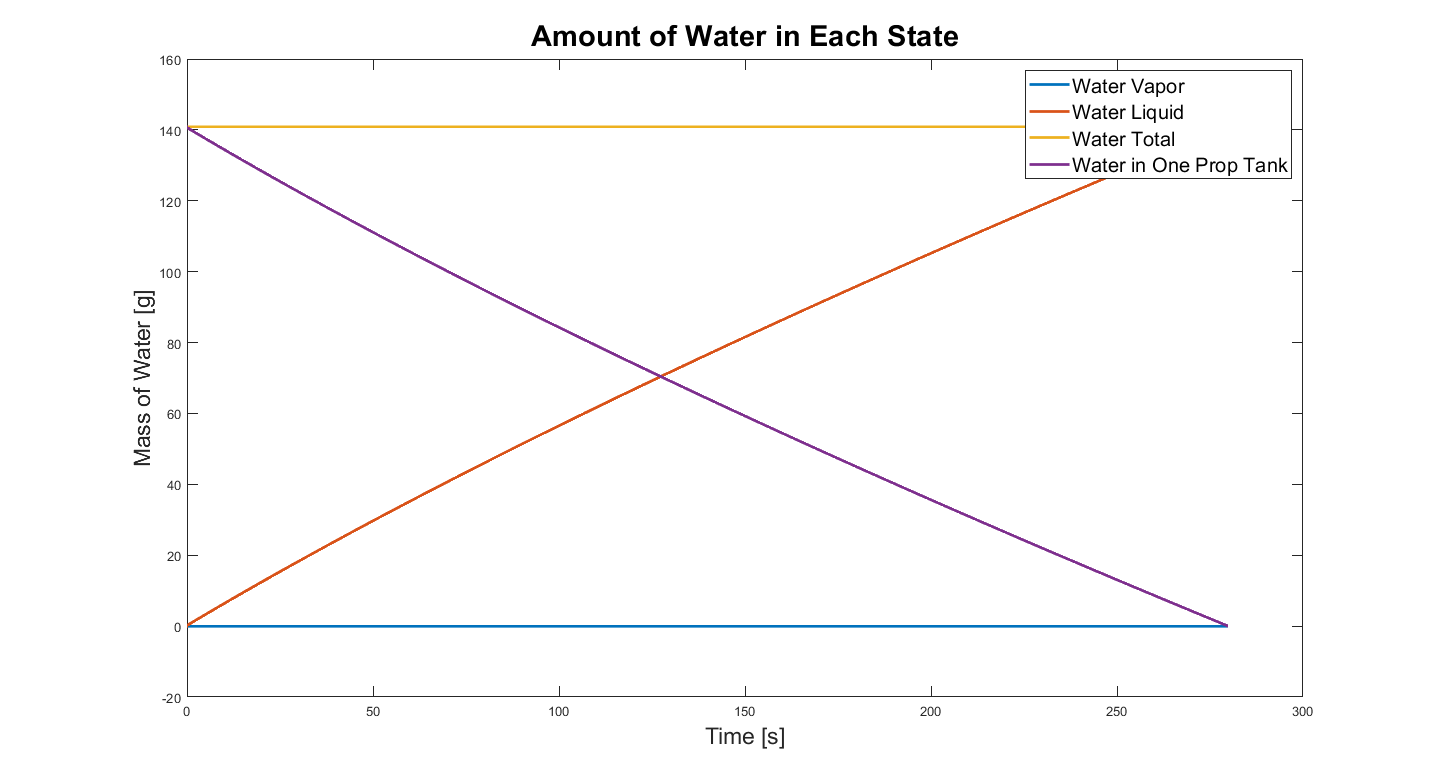 Amount of Water in Each State
160
140
120
100
80
60
40
20
0
-20
Mass of Water [g]
Water Vapor
Water Liquid
Water Total
Water in One Prop Tank
0 50 100 150 200 250 300
Time [s]